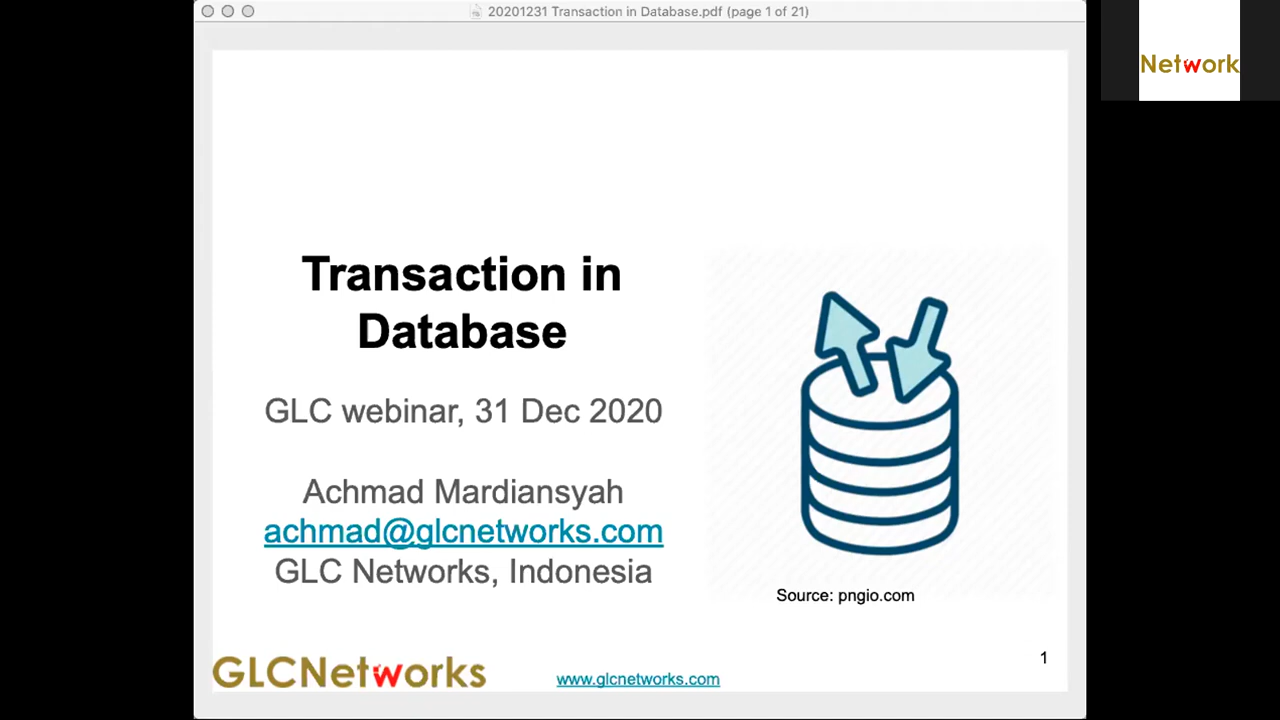 20201231 Transaction in Database.pdf (page 1 of 21)
Network
Transaction in
Database
GLC webinar, 31 Dec 2020
Achmad Mardiansyah
achmad@glcnetworks.com
GLC Networks, Indonesia
Source: pngio.com
1
GLCNetworks
www.glcnetworks.com